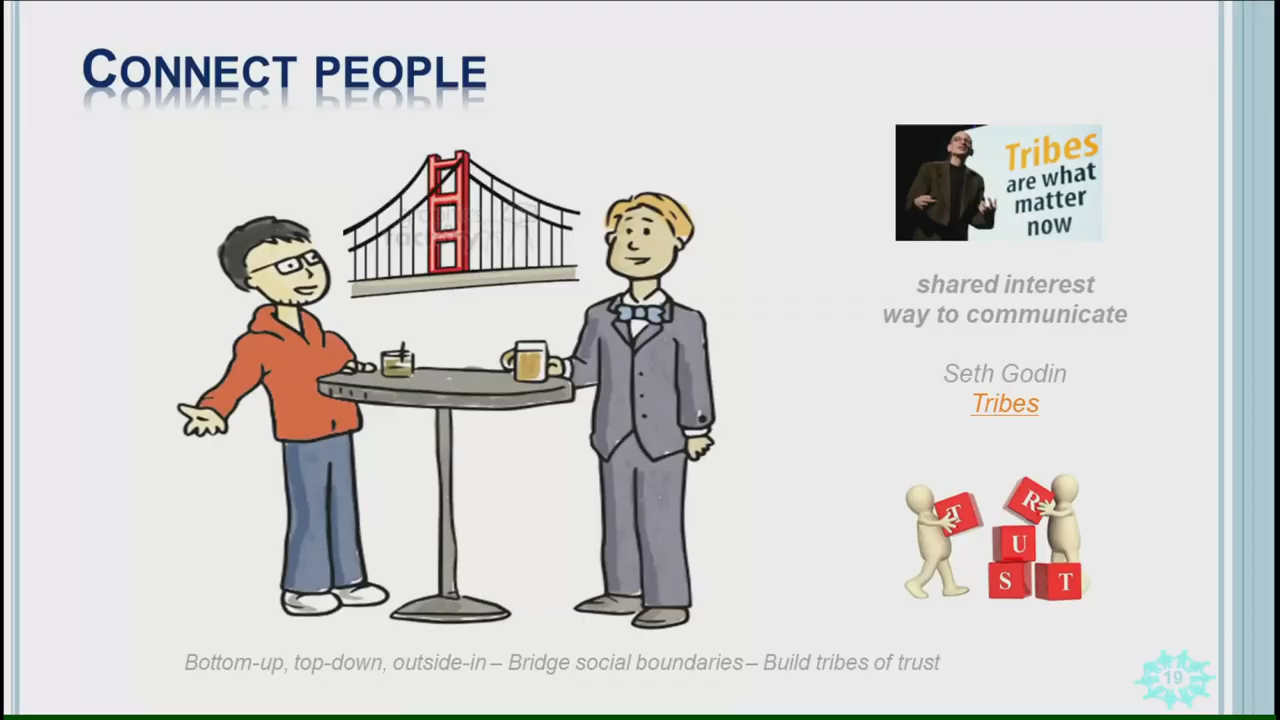 CONNECT PEOPLE
Tribes
are what
matter
now
shared interest
way to communicate
Seth Godin
Tribes
T R
U
S T
Bottom-up, top-down, outside-in – Bridge social boundaries – Build tribes of trust
19